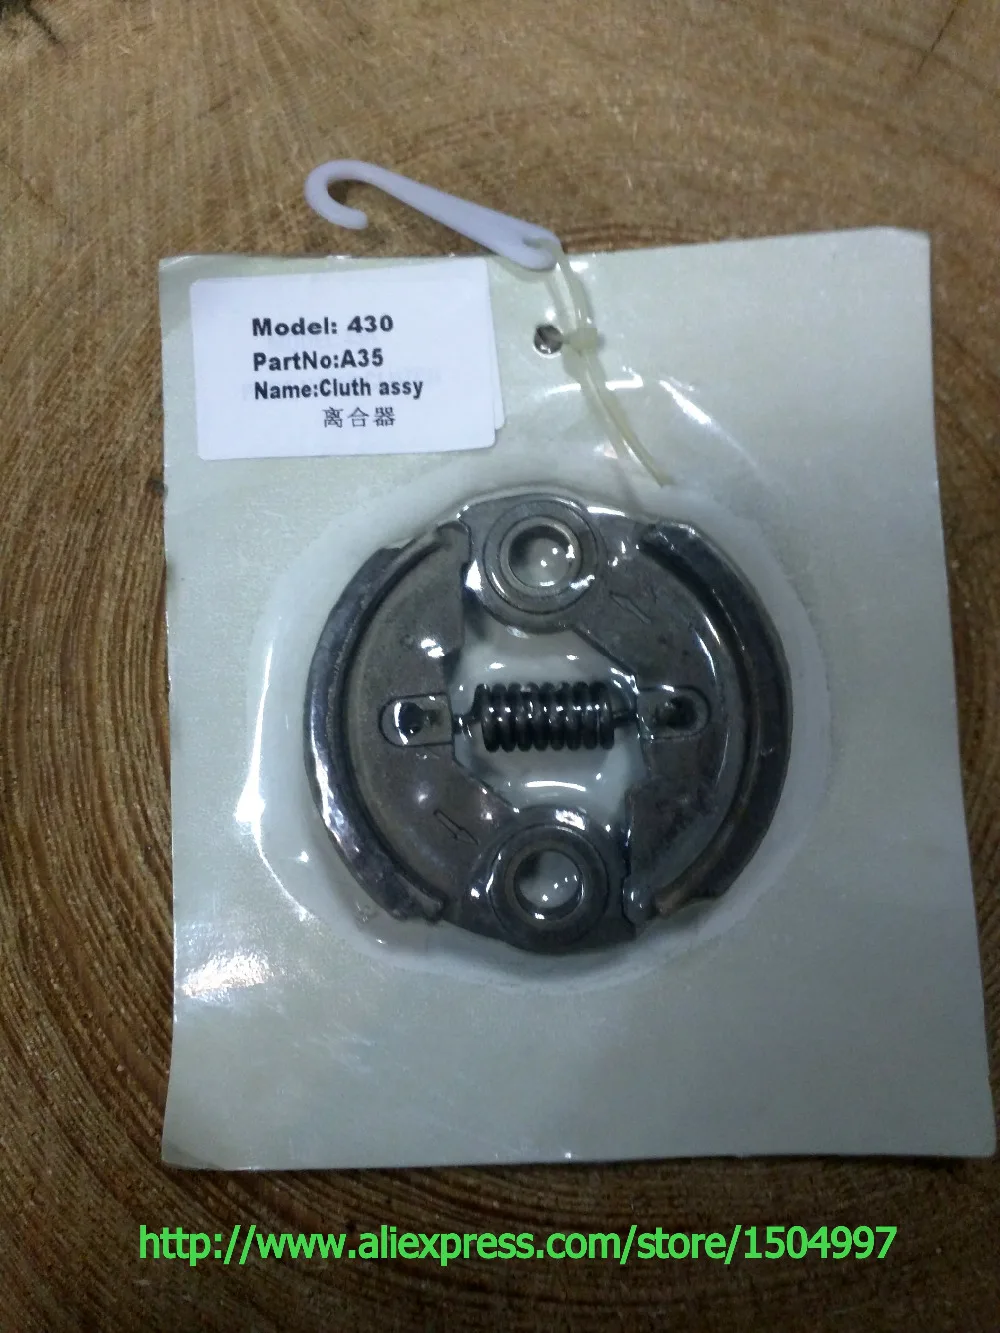 Model: 430
PartNo:A35
Name:Cluth assy
离合器
http://www.aliexpress.com/store/1504997